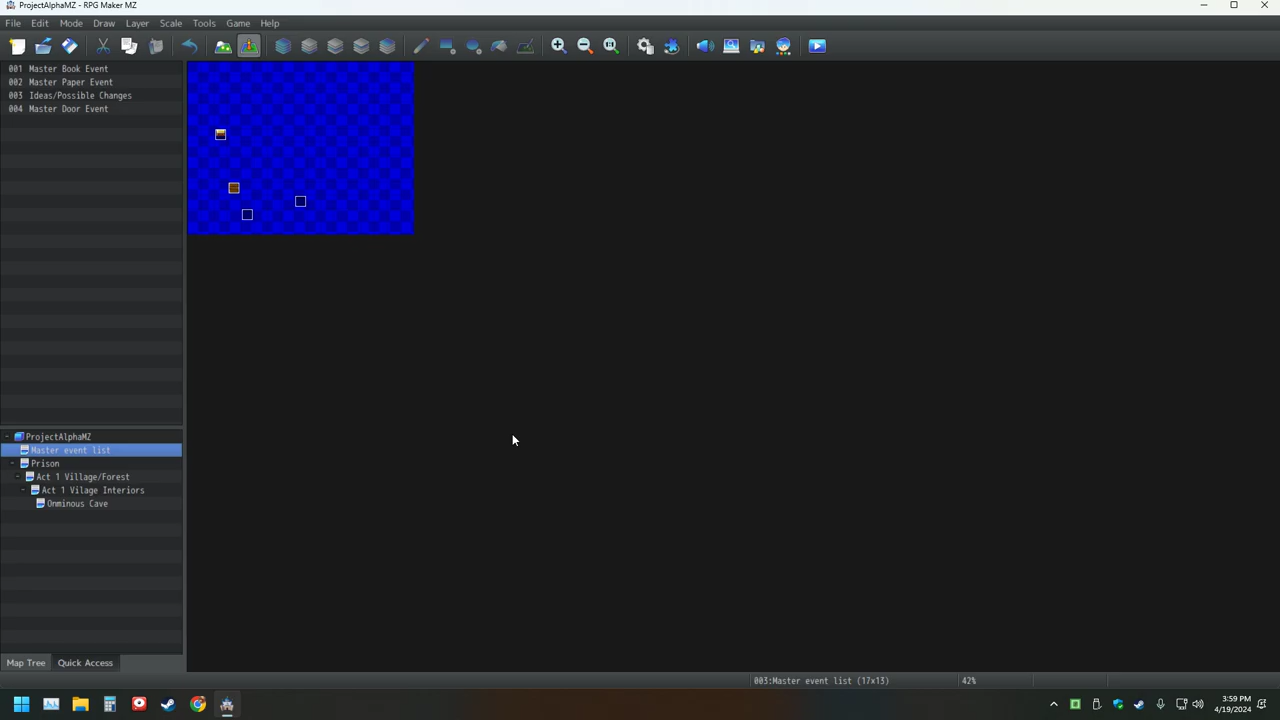 ProjectAlphaMZ - RPG Maker MZ
File Edit Mode Draw Layer Scale Tools Game Help
001 Master Book Event
002 Master Paper Event
003 Ideas/Possible Changes
004 Master Door Event
ProjectAlphaMZ
Master event list
Prison
Act 1 Village/Forest
Act 1 Vilage Interiors
Onminous Cave
Map Tree Quick Access
003:Master event list (17x13) 42%
3:59 PM
4/19/2024